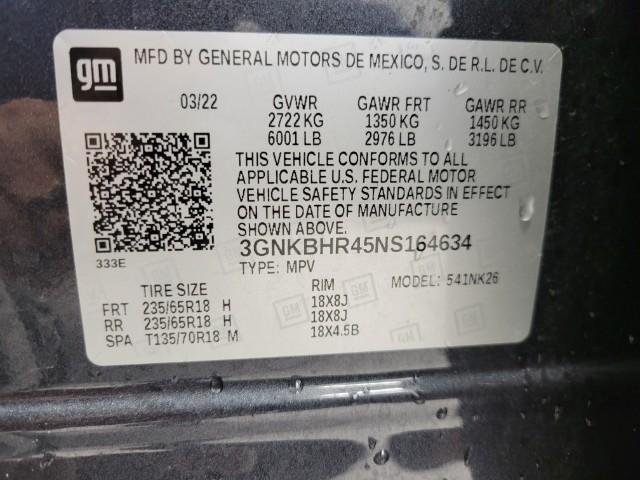 gm
MFD BY GENERAL MOTORS DE MEXICO, S. DE R.L. DE C.V.
03/22 GVWR GAWR FRT GAWR RR
2722 KG 1350 KG 1450 KG
6001 LB 2976 LB 3196 LB
THIS VEHICLE CONFORMS TO ALL
APPLICABLE U.S. FEDERAL MOTOR
VEHICLE SAFETY STANDARDS IN EFFECT
ON THE DATE OF MANUFACTURE
SHOWN ABOVE.
333E
3GNKBHR45NS164634
TYPE: MPV MODEL: 541NK26
TIRE SIZE RIM
FRT 235/65R18 H 18X8J
RR 235/65R18 H 18X8J
SPA T135/70R18 M 18X4.5B